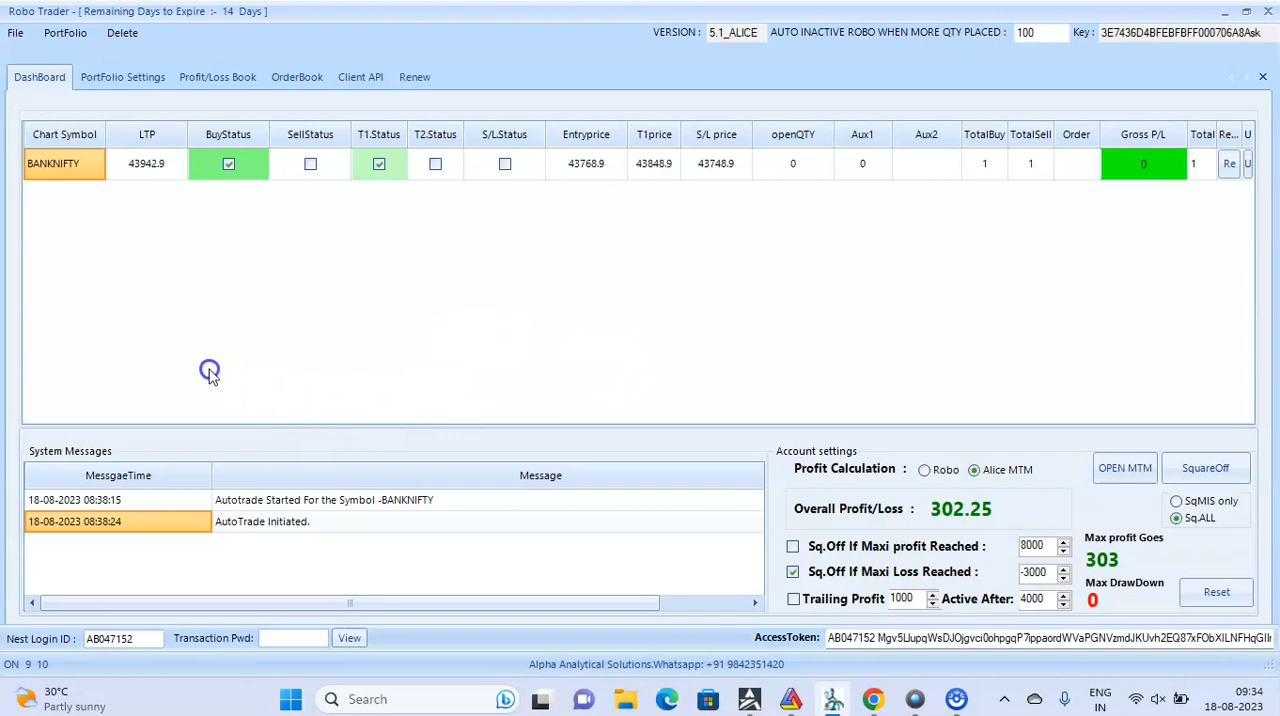 Robo Trader - [ Remaining Days to Expire :- 14 Days ]
File PortFolio Delete VERSION : 5.1_ALICE AUTO INACTIVE ROBO WHEN MORE QTY PLACED : 100 Key : 3E7436D4BFEBFBFF000706A8Ask
DashBoard PortFolio Settings Profit/Loss Book OrderBook Client API Renew
Chart Symbol LTP BuyStatus SellStatus T1.Status T2.Status S/L.Status Entryprice T1price S/L price openQTY Aux1 Aux2 TotalBuy TotalSell Order Gross P/L Total Re... U
BANKNIFTY 43942.9 43768.9 43848.9 43748.9 0 0 1 1 0 1 Re U
System Messages
MessgaeTime Message
18-08-2023 08:38:15 Autotrade Started For the Symbol -BANKNIFTY
18-08-2023 08:38:24 AutoTrade Initiated.
Account settings
Profit Calculation : Robo Alice MTM OPEN MTM SquareOff
Overall Profit/Loss : 302.25
SqMIS only
Sq.ALL
Sq.Off If Maxi profit Reached : 8000
Sq.Off If Maxi Loss Reached : -3000
Trailing Profit 1000 Active After: 4000
Max profit Goes
303
Max DrawDown
0
Reset
Nest Login ID : AB047152 Transaction Pwd: View AccessToken:
ON 9 10 Alpha Analytical Solutions.Whatsapp: +91 9842351420
30°C
Partly sunny
Search
ENG
IN
09:34
18-08-2023